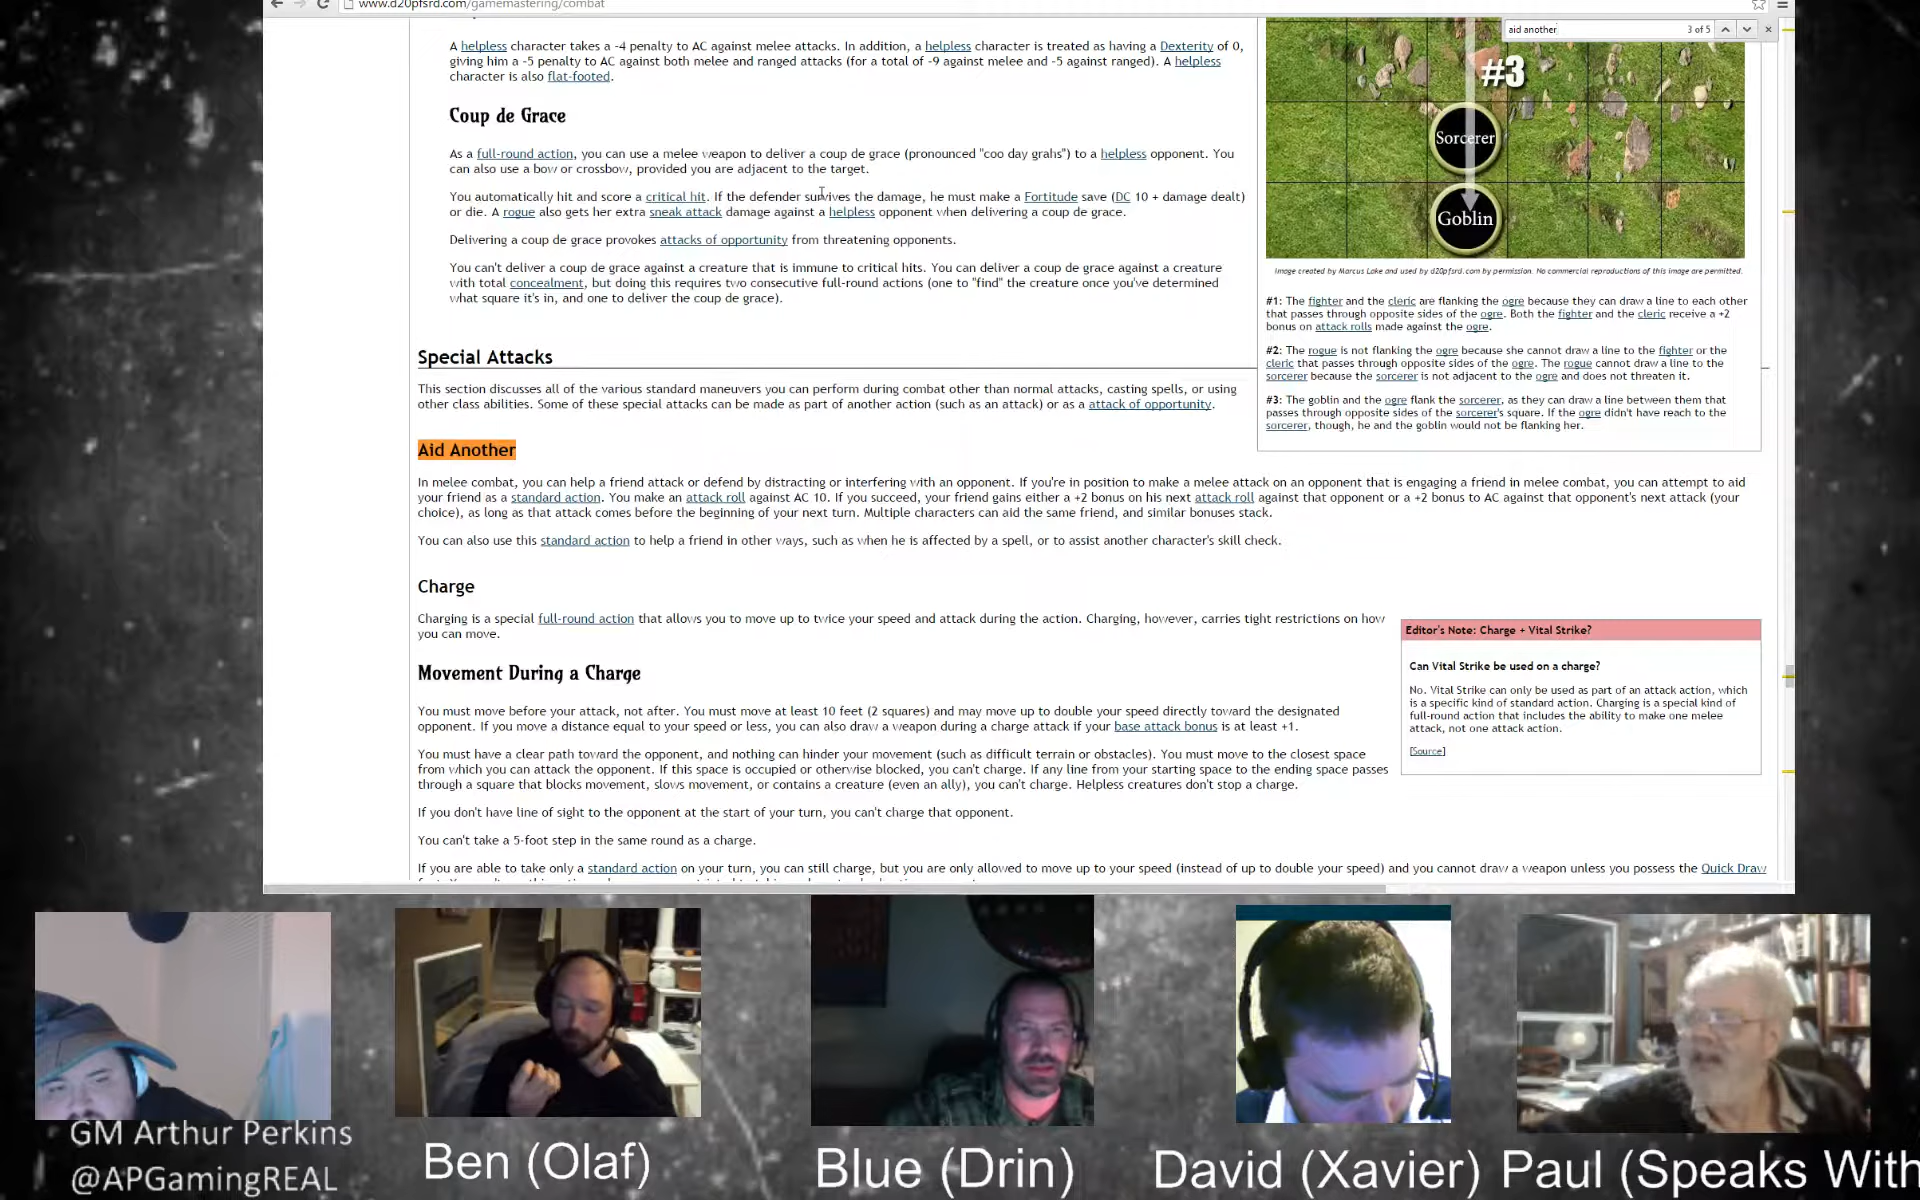 www.d20pfsrd.com/gamemastering/combat
aid another
3 of 5
A helpless character takes a -4 penalty to AC against melee attacks. In addition, a helpless character is treated as having a Dexterity of 0,
giving him a -5 penalty to AC against both melee and ranged attacks (for a total of -9 against melee and -5 against ranged). A helpless
character is also flat-footed.
Coup de Grace
As a full-round action, you can use a melee weapon to deliver a coup de grace (pronounced "coo day grahs") to a helpless opponent. You
can also use a bow or crossbow, provided you are adjacent to the target.
You automatically hit and score a critical hit. If the defender survives the damage, he must make a Fortitude save (DC 10 + damage dealt)
or die. A rogue also gets her extra sneak attack damage against a helpless opponent when delivering a coup de grace.
Delivering a coup de grace provokes attacks of opportunity from threatening opponents.
You can't deliver a coup de grace against a creature that is immune to critical hits. You can deliver a coup de grace against a creature
with total concealment, but doing this requires two consecutive full-round actions (one to "find" the creature once you've determined
what square it's in, and one to deliver the coup de grace).
#3
Sorcerer
Goblin
Image created by Marcus Lake and used by d20pfsrd.com by permission. No commercial reproductions of this image are permitted.
#1: The fighter and the cleric are flanking the ogre because they can draw a line to each other
that passes through opposite sides of the ogre. Both the fighter and the cleric receive a +2
bonus on attack rolls made against the ogre.
#2: The rogue is not flanking the ogre because she cannot draw a line to the fighter or the
cleric that passes through opposite sides of the ogre. The rogue cannot draw a line to the
sorcerer because the sorcerer is not adjacent to the ogre and does not threaten it.
#3: The goblin and the ogre flank the sorcerer, as they can draw a line between them that
passes through opposite sides of the sorcerer's square. If the ogre didn't have reach to the
sorcerer, though, he and the goblin would not be flanking her.
Special Attacks
This section discusses all of the various standard maneuvers you can perform during combat other than normal attacks, casting spells, or using
other class abilities. Some of these special attacks can be made as part of another action (such as an attack) or as a attack of opportunity.
Aid Another
In melee combat, you can help a friend attack or defend by distracting or interfering with an opponent. If you're in position to make a melee attack on an opponent that is engaging a friend in melee combat, you can attempt to aid
your friend as a standard action. You make an attack roll against AC 10. If you succeed, your friend gains either a +2 bonus on his next attack roll against that opponent or a +2 bonus to AC against that opponent's next attack (your
choice), as long as that attack comes before the beginning of your next turn. Multiple characters can aid the same friend, and similar bonuses stack.
You can also use this standard action to help a friend in other ways, such as when he is affected by a spell, or to assist another character's skill check.
Charge
Charging is a special full-round action that allows you to move up to twice your speed and attack during the action. Charging, however, carries tight restrictions on how
you can move.
Editor's Note: Charge + Vital Strike?
Can Vital Strike be used on a charge?
No. Vital Strike can only be used as part of an attack action, which
is a specific kind of standard action. Charging is a special kind of
full-round action that includes the ability to make one melee
attack, not one attack action.
[Source]
Movement During a Charge
You must move before your attack, not after. You must move at least 10 feet (2 squares) and may move up to double your speed directly toward the designated
opponent. If you move a distance equal to your speed or less, you can also draw a weapon during a charge attack if your base attack bonus is at least +1.
You must have a clear path toward the opponent, and nothing can hinder your movement (such as difficult terrain or obstacles). You must move to the closest space
from which you can attack the opponent. If this space is occupied or otherwise blocked, you can't charge. If any line from your starting space to the ending space passes
through a square that blocks movement, slows movement, or contains a creature (even an ally), you can't charge. Helpless creatures don't stop a charge.
If you don't have line of sight to the opponent at the start of your turn, you can't charge that opponent.
You can't take a 5-foot step in the same round as a charge.
If you are able to take only a standard action on your turn, you can still charge, but you are only allowed to move up to your speed (instead of up to double your speed) and you cannot draw a weapon unless you possess the Quick Draw
GM Arthur Perkins
@APGamingREAL
Ben (Olaf)
Blue (Drin)
David (Xavier)
Paul (Speaks With